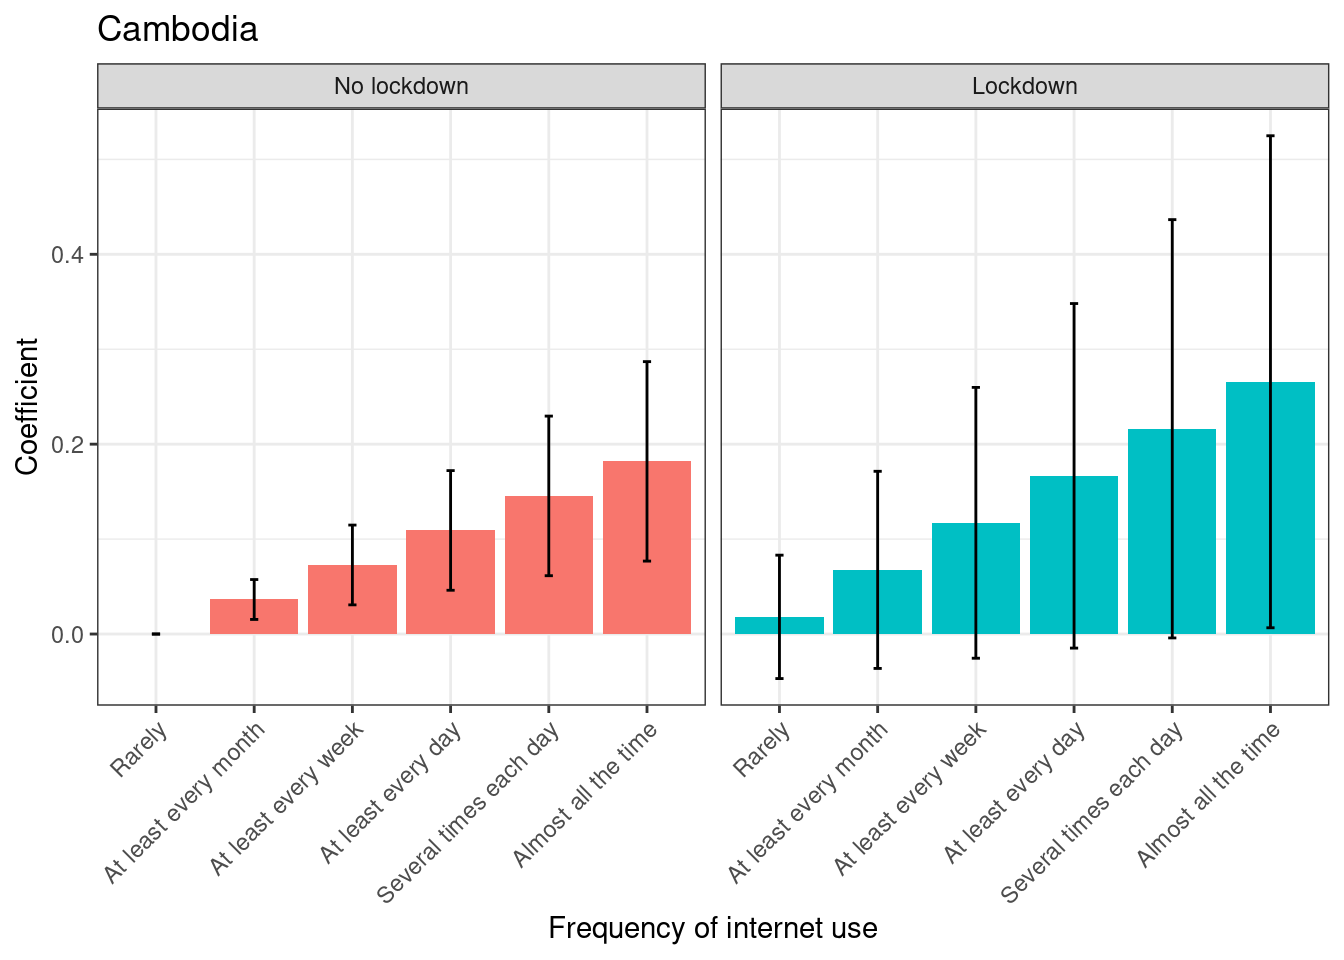 Cambodia
No lockdown
Lockdown
Coefficient
0.4
0.2
0.0
Rarely
At least every month
At least every week
At least every day
Several times each day
Almost all the time
Rarely
At least every month
At least every week
At least every day
Several times each day
Almost all the time
Frequency of internet use